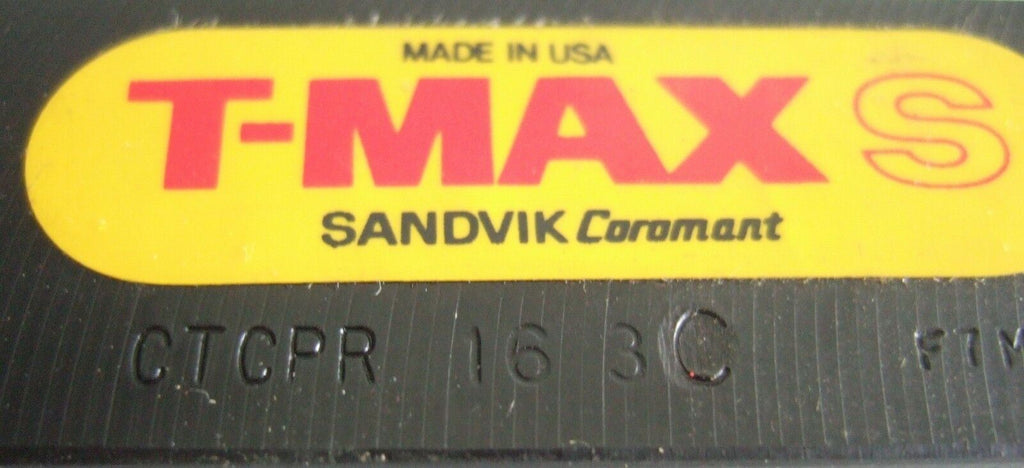 MADE IN USA
T-MAX S
SANDVIK Coromant
CTCPR 16 3C